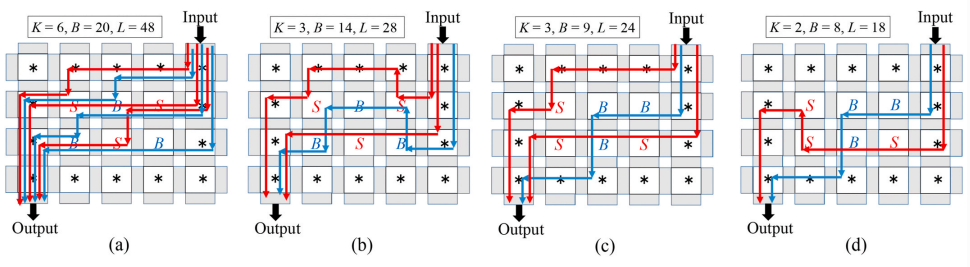 Input
K = 6, B = 20, L = 48
* * * * *
* S B S *
* B S B *
* * * * *
Output
(a)
Input
K = 3, B = 14, L = 28
* * * * *
* S B S *
* B S B *
* * * * *
Output
(b)
Input
K = 3, B = 9, L = 24
* * * * *
* S B B *
* S B S *
* * * * *
Output
(c)
Input
K = 2, B = 8, L = 18
* * * * *
* S B B *
* S B S *
* * * * *
Output
(d)